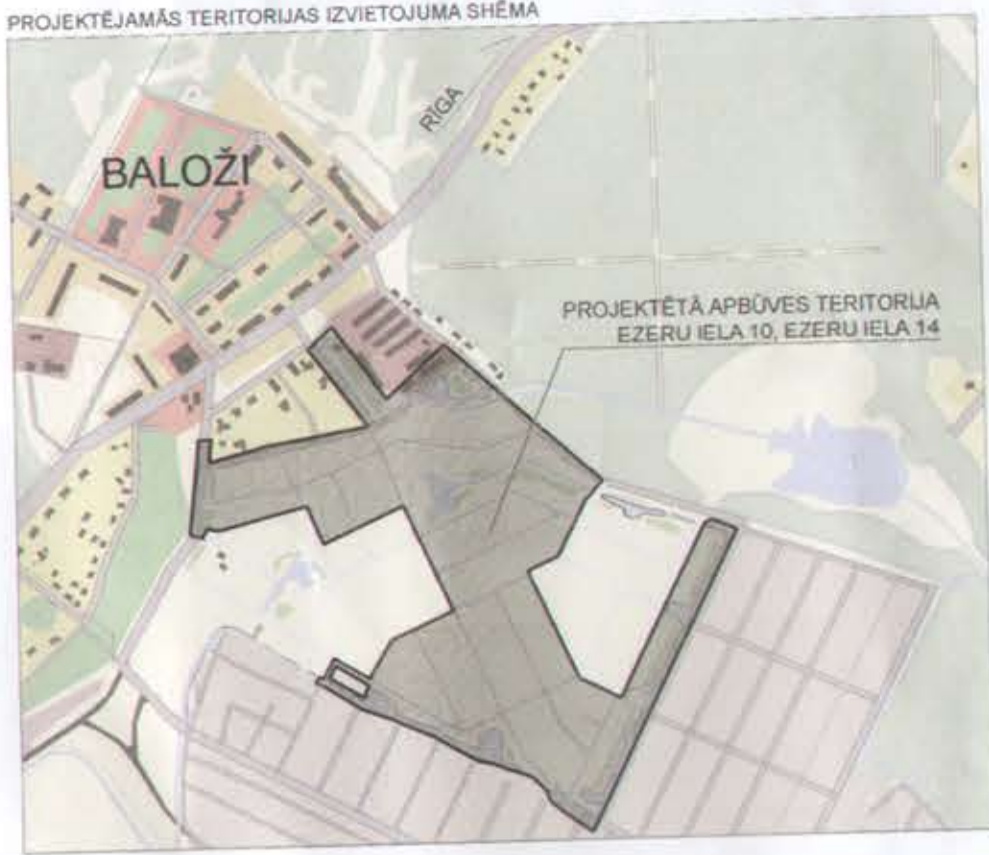 PROJEKTĒJAMĀS TERITORIJAS IZVIETOJUMA SHĒMA
RĪGA
BALOŽI
PROJEKTĒTĀ APBŪVES TERITORIJA
EZERU IELA 10, EZERU IELA 14